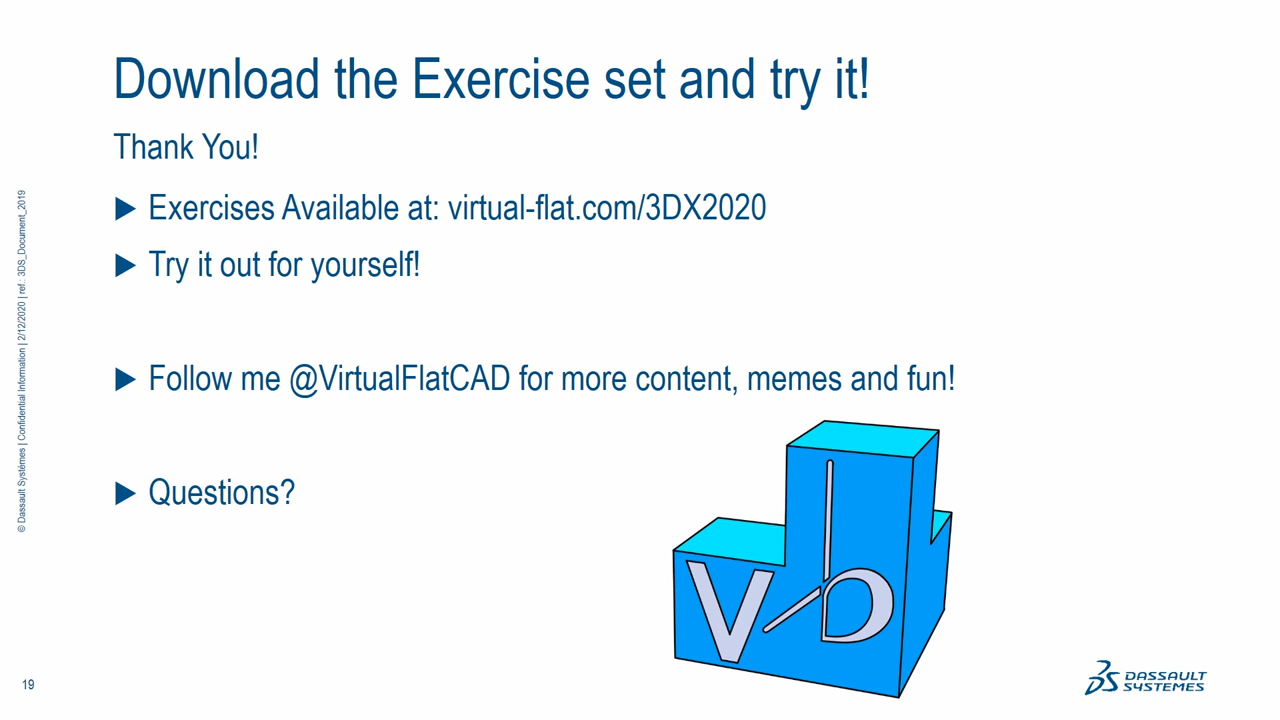 Download the Exercise set and try it!
Thank You!
Exercises Available at: virtual-flat.com/3DX2020
Try it out for yourself!
Follow me @VirtualFlatCAD for more content, memes and fun!
Questions?
Vb
© Dassault Systèmes | Confidential Information | 2/12/2020 | ref.: 3DS_Document_2019
19
3DS DASSAULT
SYSTEMES